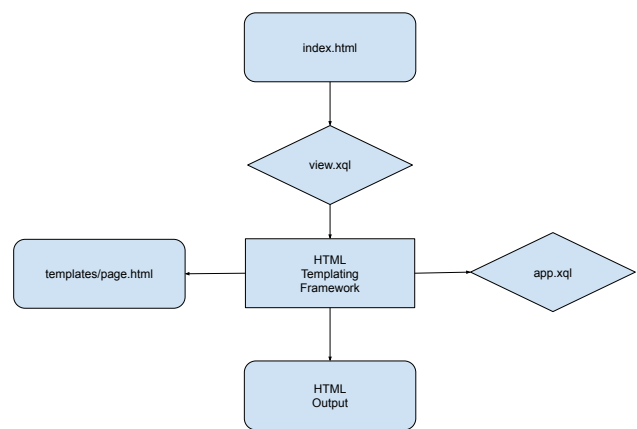 index.html
view.xql
templates/page.html
HTML
Templating
Framework
app.xql
HTML
Output